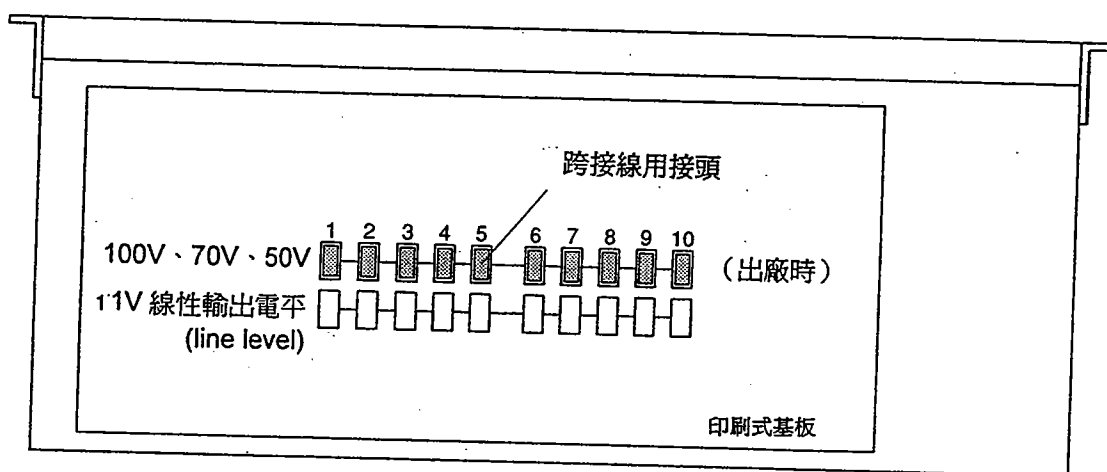 跨接線用接頭
1 2 3 4 5 6 7 8 9 10
100V、70V、50V
(出廠時)
1V 線性輸出電平
(line level)
印刷式基板